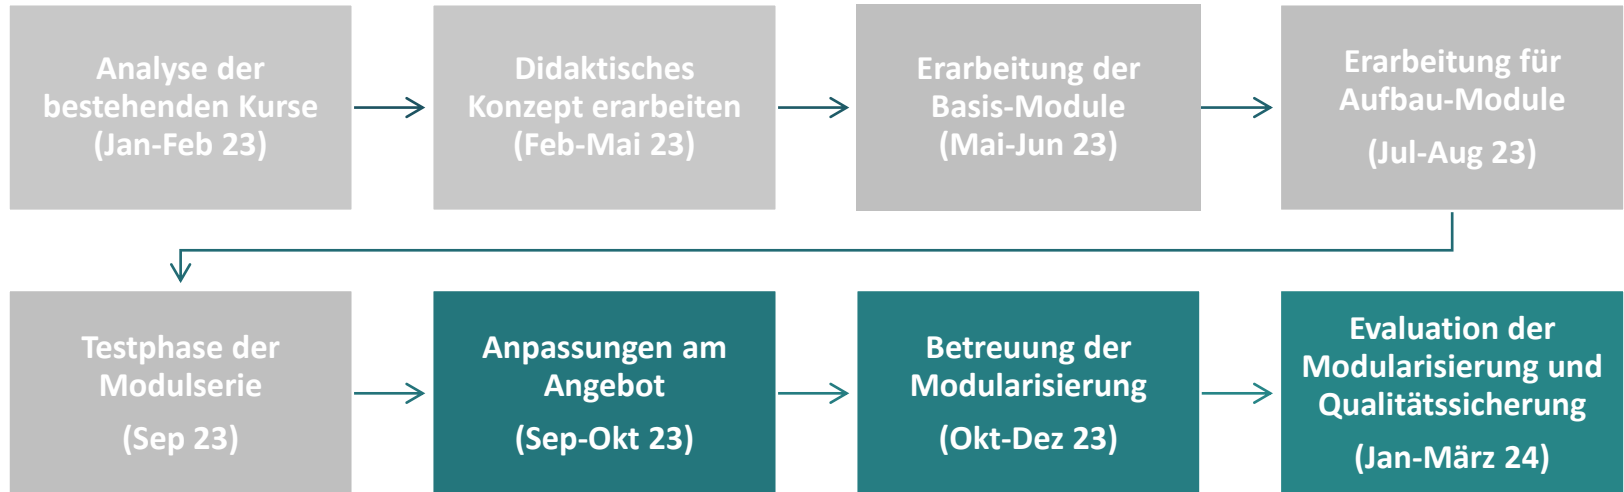 Analyse der
bestehenden Kurse
(Jan-Feb 23)
Didaktisches
Konzept erarbeiten
(Feb-Mai 23)
Erarbeitung der
Basis-Module
(Mai-Jun 23)
Erarbeitung für
Aufbau-Module
(Jul-Aug 23)
Testphase der
Modulserie
(Sep 23)
Anpassungen am
Angebot
(Sep-Okt 23)
Betreuung der
Modularisierung
(Okt-Dez 23)
Evaluation der
Modularisierung und
Qualitätssicherung
(Jan-März 24)